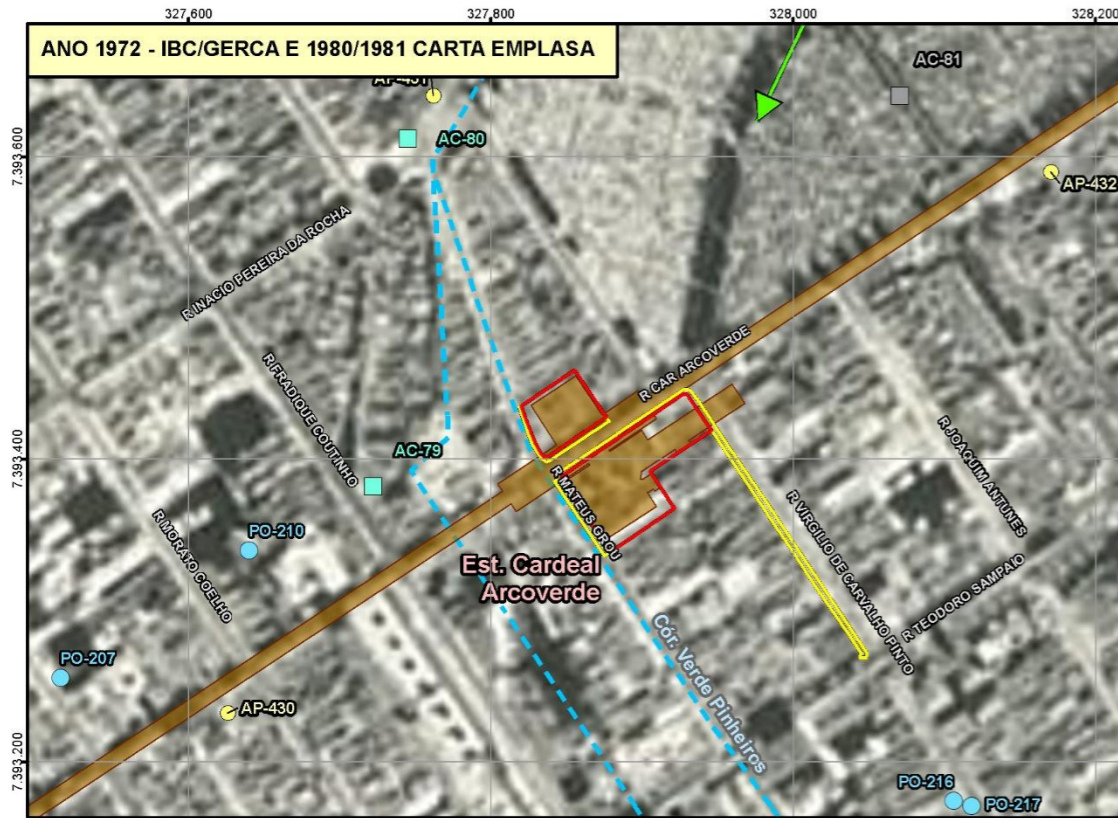 327,600
327,800
328,000
328,200
ANO 1972 - IBC/GERCA E 1980/1981 CARTA EMPLASA
AP-431
AC-81
AC-80
7.393,600
AP-432
R INACIO PEREIRA DA ROCHA
R CAR ARCOVERDE
R FRADIQUE COUTINHO
R JOAQUIM ANTUNES
AC-79
7.393,400
R MATEUS GROU
R VIRGILIO DE CARVALHO PINTO
R MORATO COELHO
PO-210
Est. Cardeal
Arcoverde
R TEODORO SAMPAIO
Cór. Verde Pinheiros
PO-207
AP-430
7.393,200
PO-216
PO-217